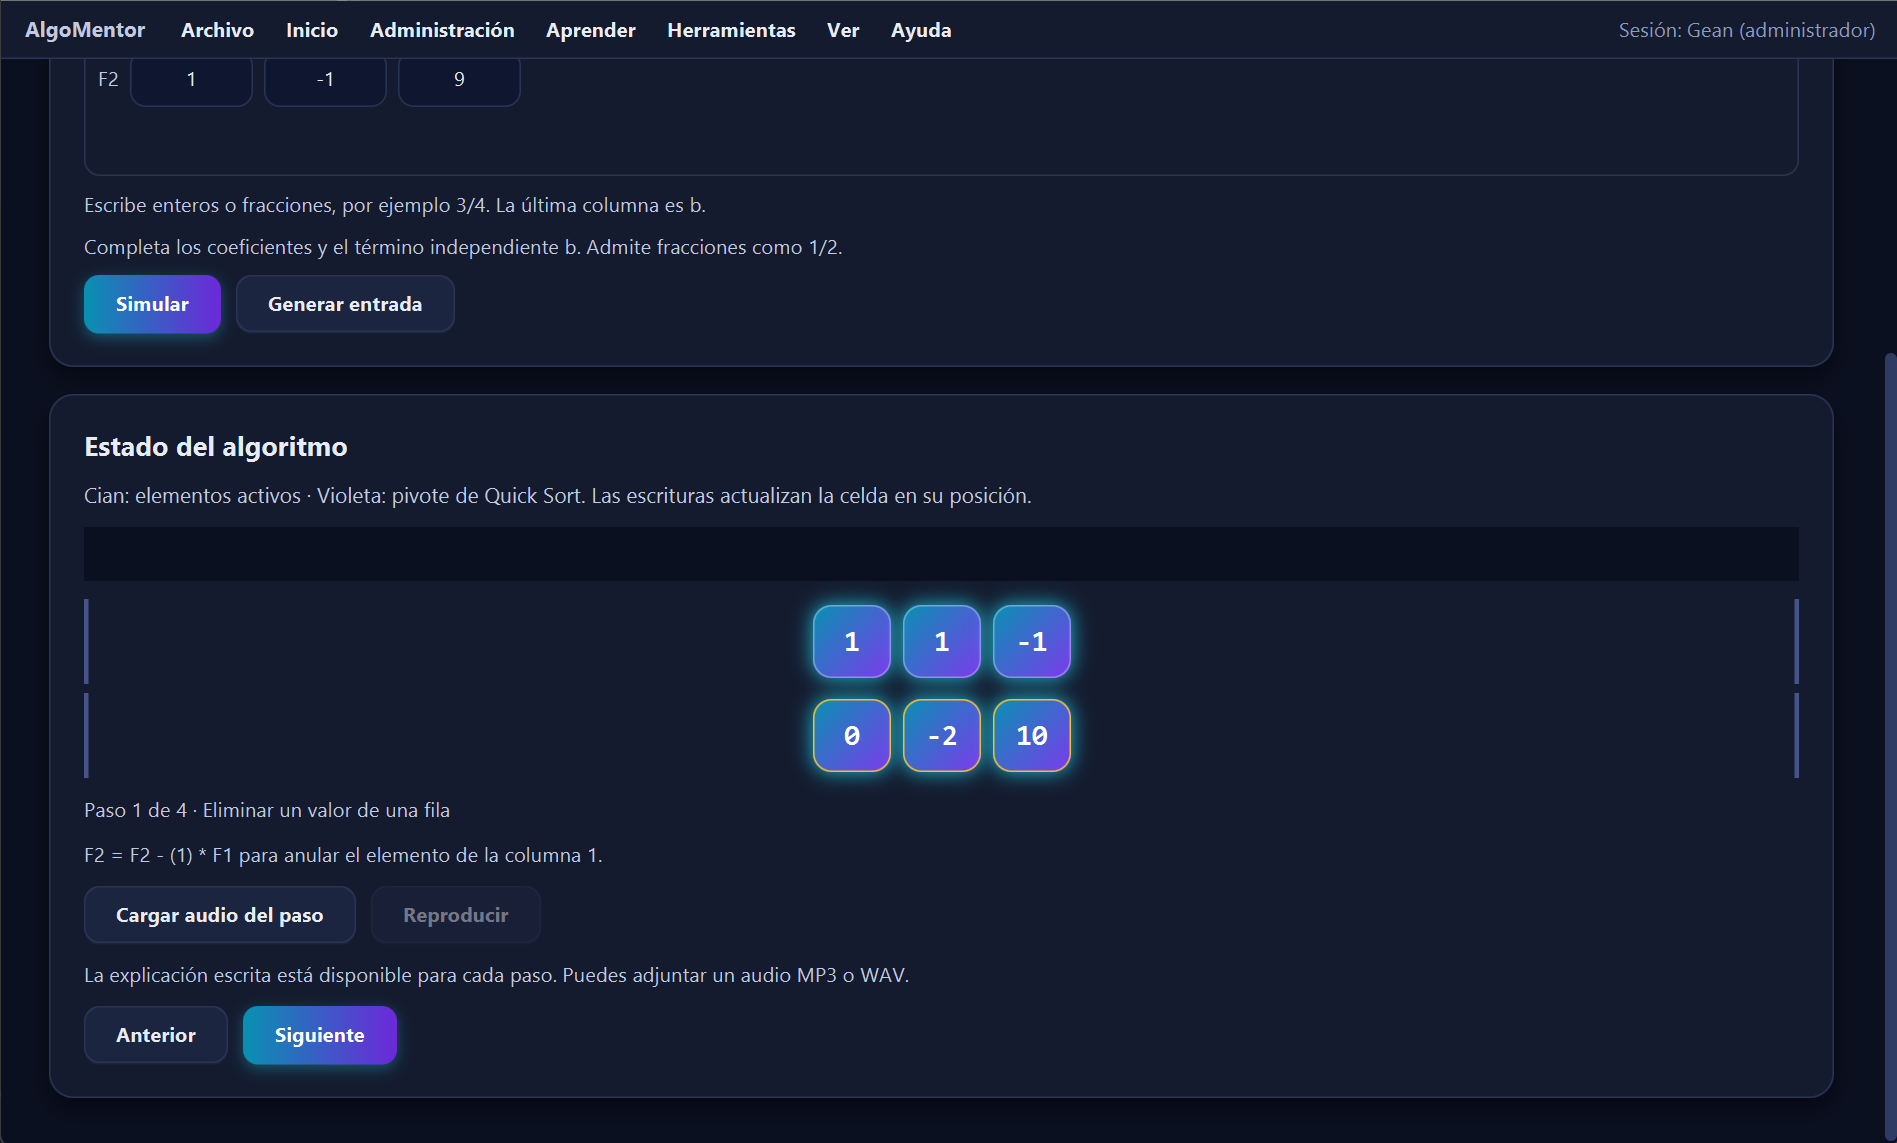 AlgoMentor Archivo Inicio Administración Aprender Herramientas Ver Ayuda Sesión: Gean (administrador)
F2 1 -1 9
Escribe enteros o fracciones, por ejemplo 3/4. La última columna es b.
Completa los coeficientes y el término independiente b. Admite fracciones como 1/2.
Simular Generar entrada
Estado del algoritmo
Cian: elementos activos · Violeta: pivote de Quick Sort. Las escrituras actualizan la celda en su posición.
1 1 -1
0 -2 10
Paso 1 de 4 · Eliminar un valor de una fila
F2 = F2 - (1) * F1 para anular el elemento de la columna 1.
Cargar audio del paso Reproducir
La explicación escrita está disponible para cada paso. Puedes adjuntar un audio MP3 o WAV.
Anterior Siguiente